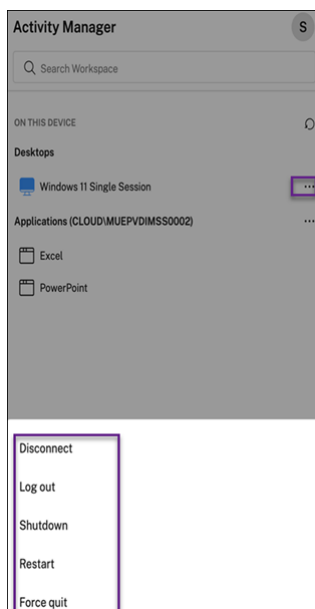 Activity Manager
S
Search Workspace
ON THIS DEVICE
Desktops
Windows 11 Single Session
...
Applications (CLOUD\MUEPVDIMSS0002)
...
Excel
PowerPoint
Disconnect
Log out
Shutdown
Restart
Force quit